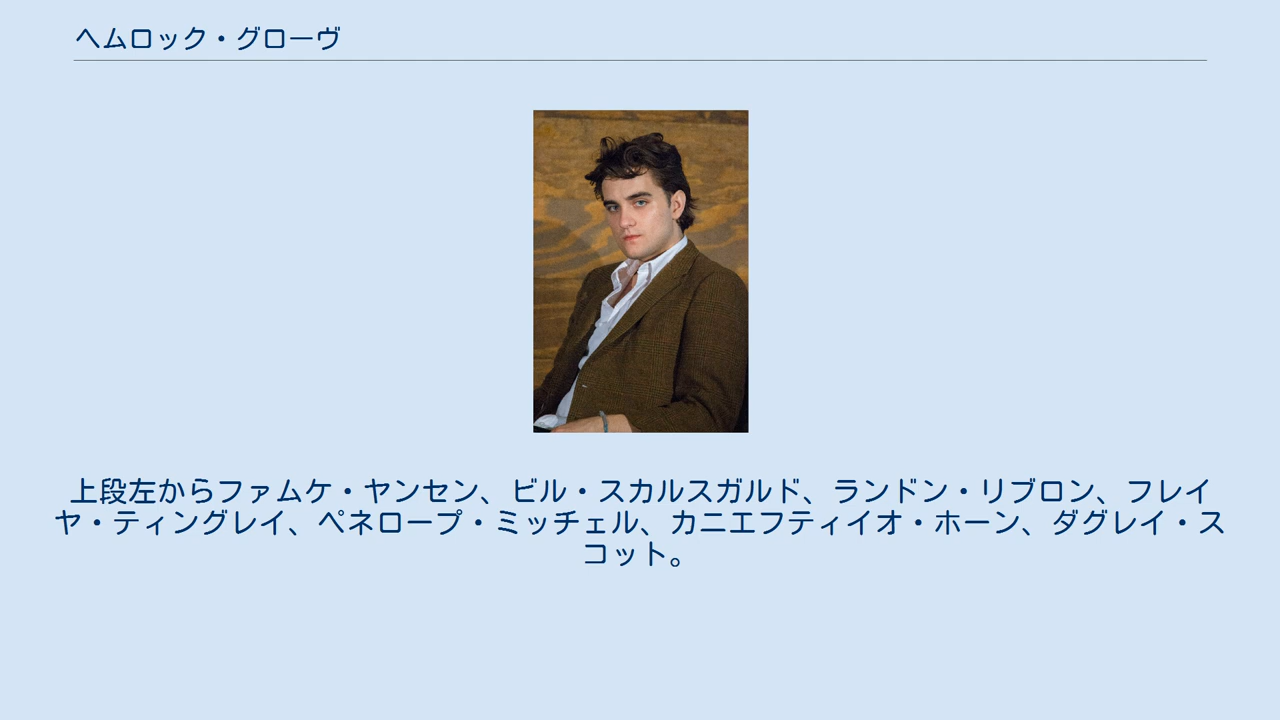 ヘムロック・グローヴ
上段左からファムケ・ヤンセン、ビル・スカルスガルド、ランドン・リブロン、フレイ
ヤ・ティングレイ、ペネロープ・ミッチェル、カニエフティイオ・ホーン、ダグレイ・ス
コット。